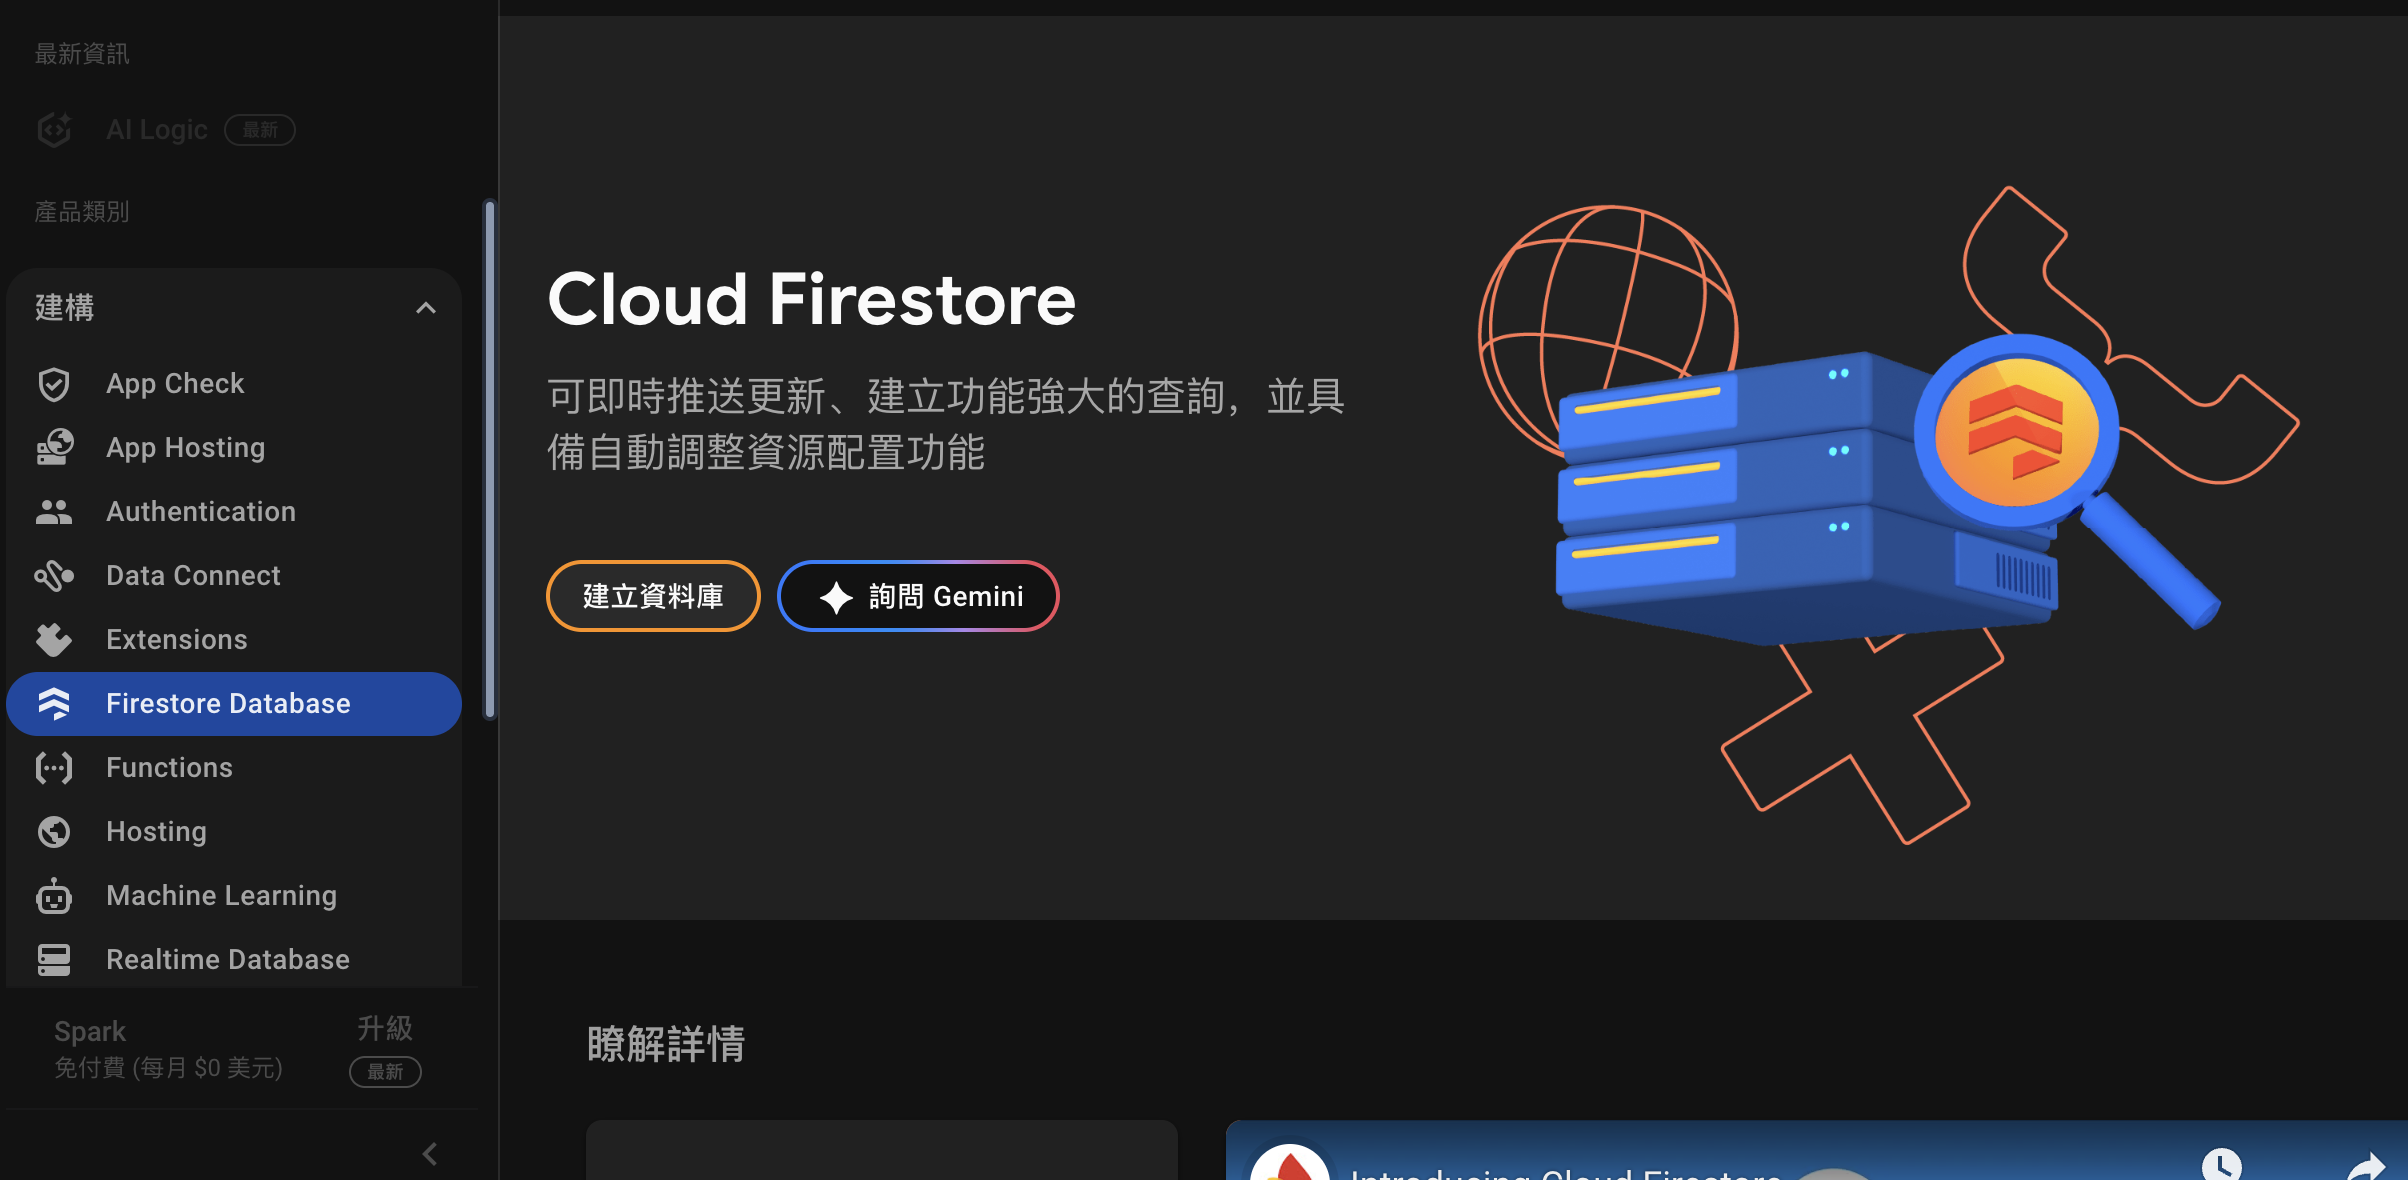 最新資訊
AI Logic
最新
產品類別
建構
App Check
App Hosting
Authentication
Data Connect
Extensions
Firestore Database
Functions
Hosting
Machine Learning
Realtime Database
Spark
免付費 (每月 $0 美元)
升級
最新
Cloud Firestore
可即時推送更新、建立功能強大的查詢，並具
備自動調整資源配置功能
建立資料庫
詢問 Gemini
瞭解詳情
Introducing Cloud Firestore